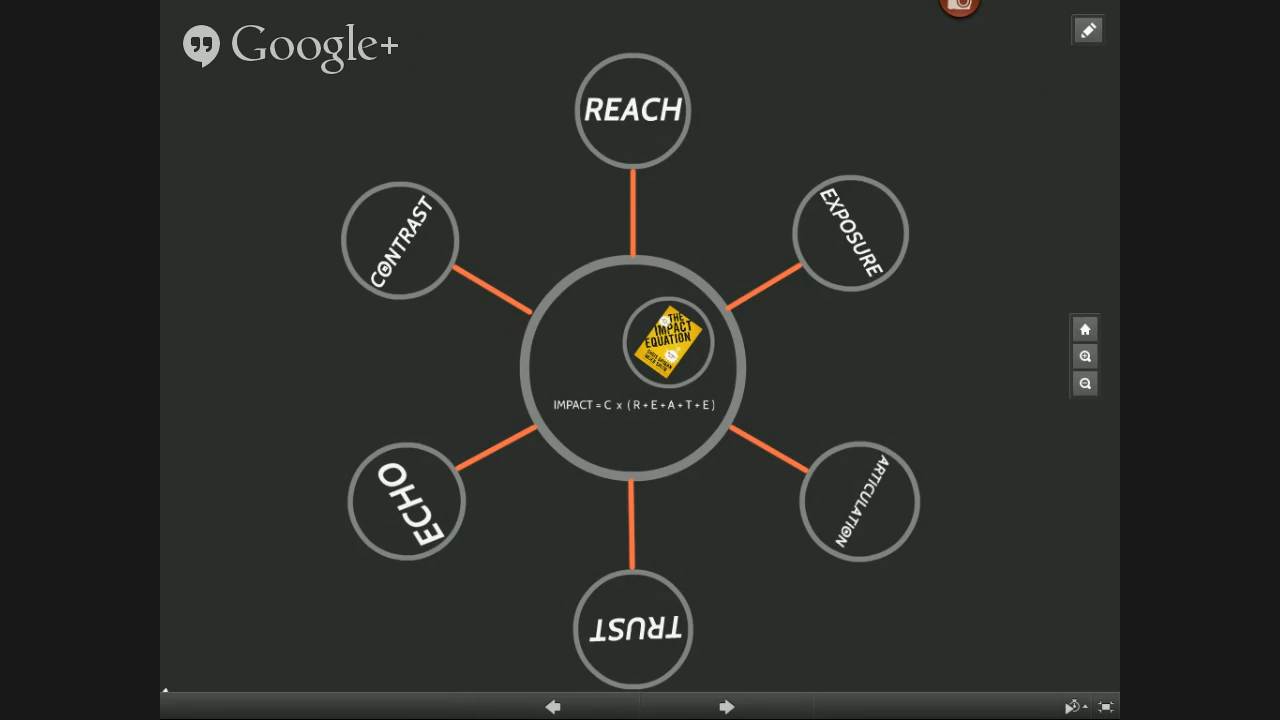 Google+
REACH
EXPOSURE
CONTRAST
THE
IMPACT
EQUATION
IMPACT = C x ( R + E + A + T + E )
ECHO
ARTICULATION
TRUST